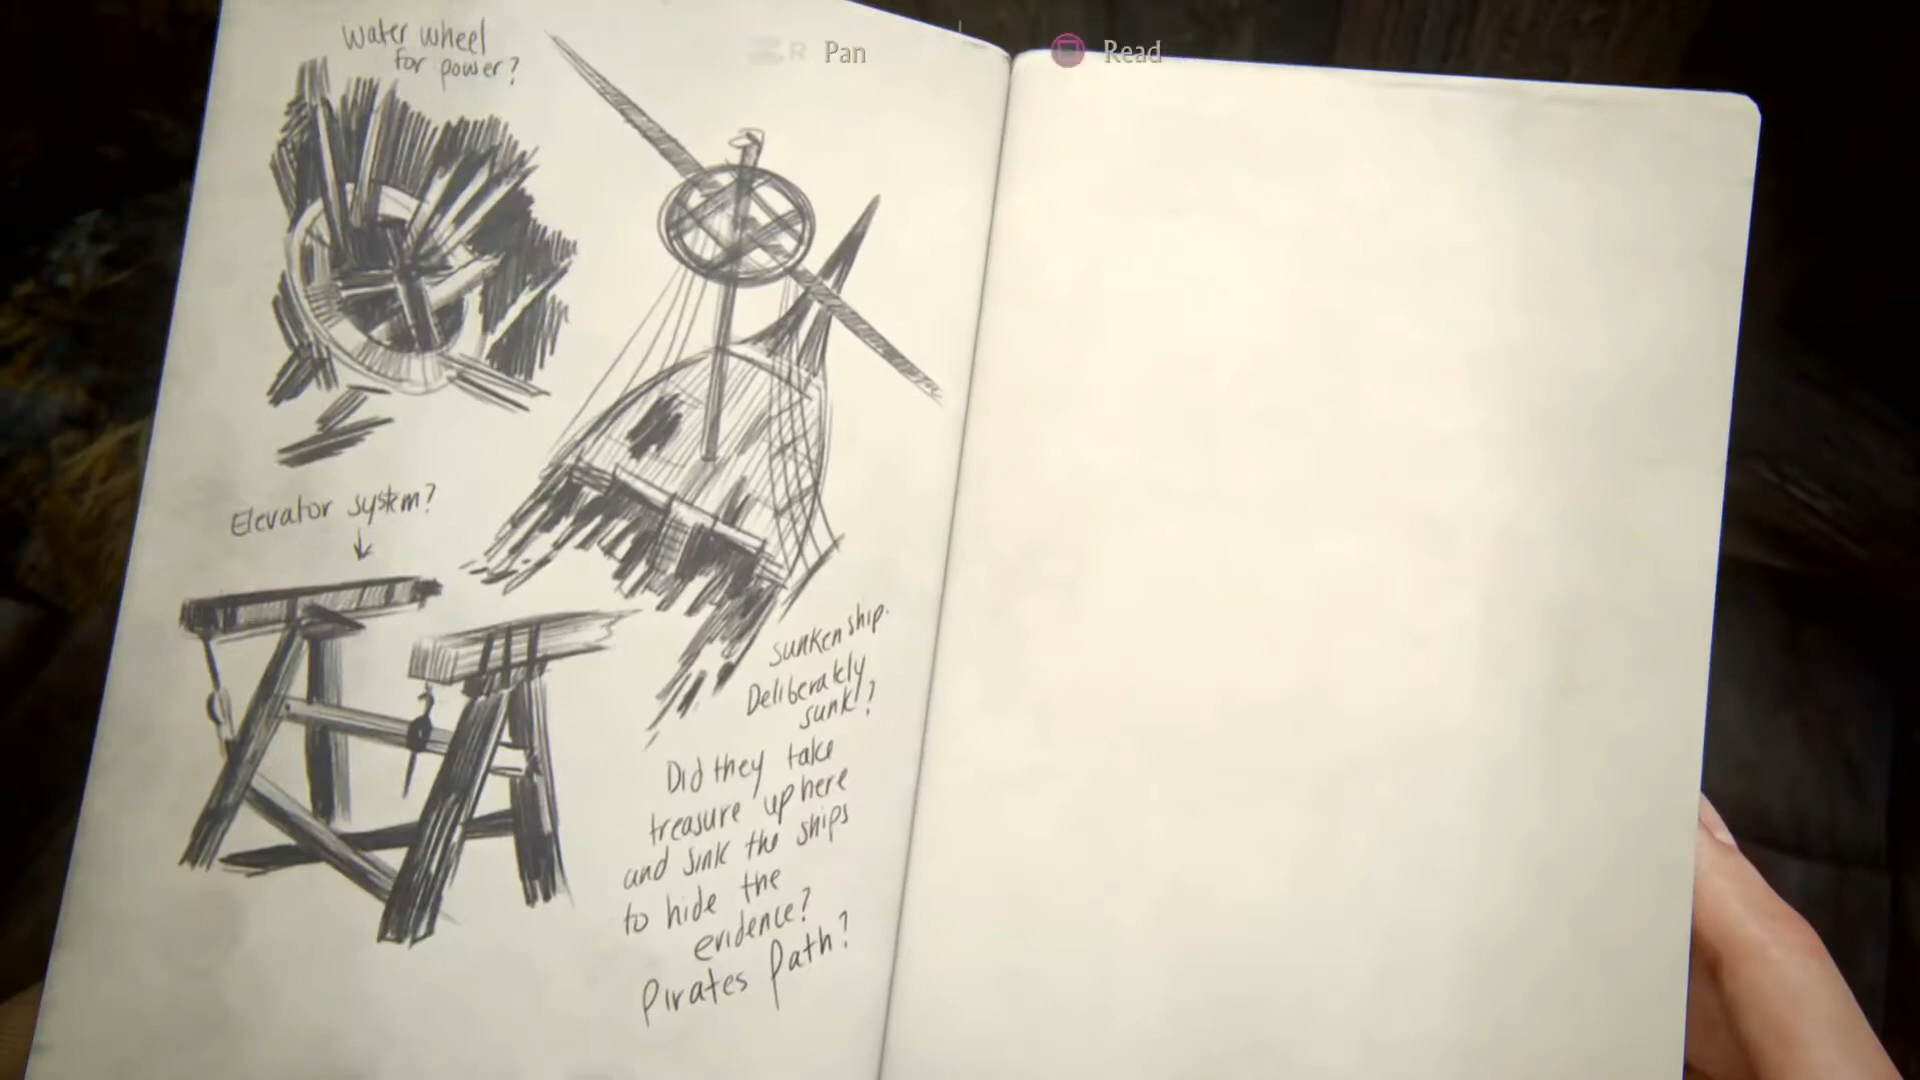 Water wheel
for power?
R Pan
Read
Elevator system?
Sunken ship.
Deliberately
sunk?
Did they take
treasure up here
and sink the ships
to hide the
evidence?
Pirates Path?